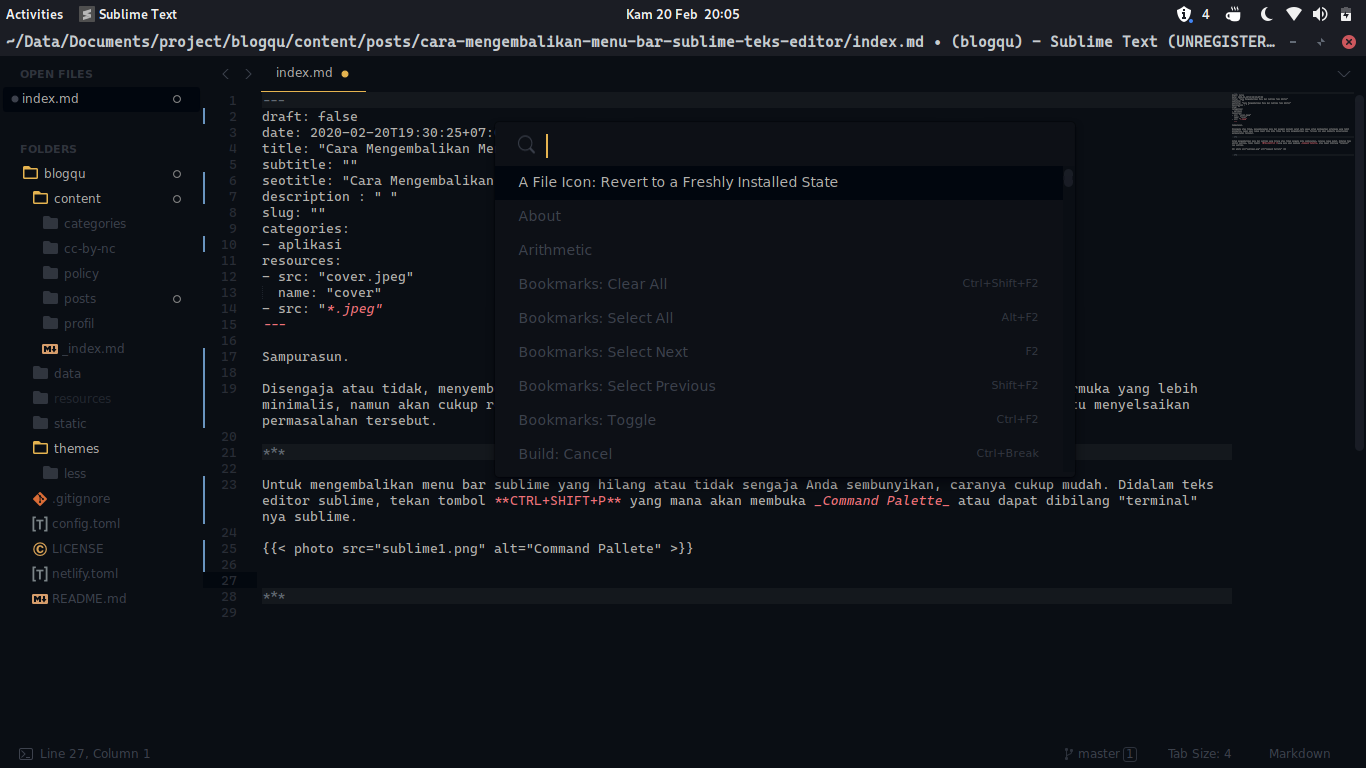 Activities Sublime Text Kam 20 Feb 20:05 4
~/Data/Documents/project/blogqu/content/posts/cara-mengembalikan-menu-bar-sublime-teks-editor/index.md • (blogqu) - Sublime Text (UNREGISTER…
OPEN FILES
index.md
FOLDERS
blogqu
content
categories
cc-by-nc
policy
posts
profil
_index.md
data
resources
static
themes
less
.gitignore
config.toml
LICENSE
netlify.toml
README.md
index.md
1 ---
2 draft: false
3 date: 2020-02-20T19:30:25+07:
4 title: "Cara Mengembalikan Me
5 subtitle: ""
6 seotitle: "Cara Mengembalikan
7 description : " "
8 slug: ""
9 categories:
10 - aplikasi
11 resources:
12 - src: "cover.jpeg"
13 name: "cover"
14 - src: "*.jpeg"
15 ---
16
17 Sampurasun.
18
19 Disengaja atau tidak, menyemb rmuka yang lebih
minimalis, namun akan cukup r tu menyelsaikan
permasalahan tersebut.
20
21 ***
22
23 Untuk mengembalikan menu bar sublime yang hilang atau tidak sengaja Anda sembunyikan, caranya cukup mudah. Didalam teks
editor sublime, tekan tombol **CTRL+SHIFT+P** yang mana akan membuka _Command Palette_ atau dapat dibilang "terminal"
nya sublime.
24
25 {{< photo src="sublime1.png" alt="Command Pallete" >}}
26
27
28 ***
29
A File Icon: Revert to a Freshly Installed State
About
Arithmetic
Bookmarks: Clear All Ctrl+Shift+F2
Bookmarks: Select All Alt+F2
Bookmarks: Select Next F2
Bookmarks: Select Previous Shift+F2
Bookmarks: Toggle Ctrl+F2
Build: Cancel Ctrl+Break
Line 27, Column 1 master 1 Tab Size: 4 Markdown